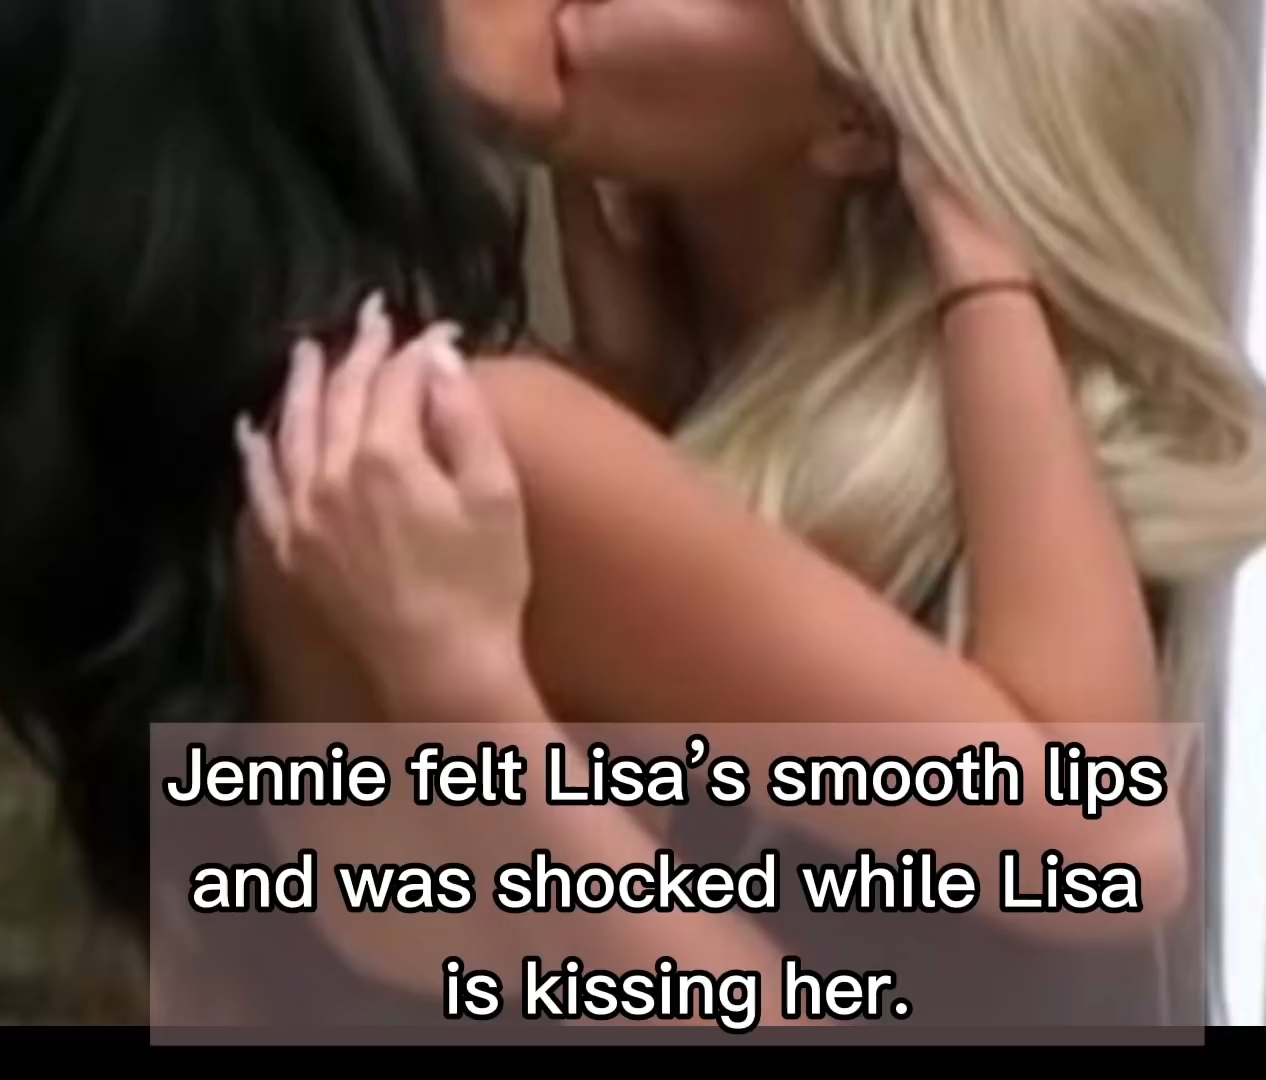 Jennie felt Lisa’s smooth lips
and was shocked while Lisa
is kissing her.